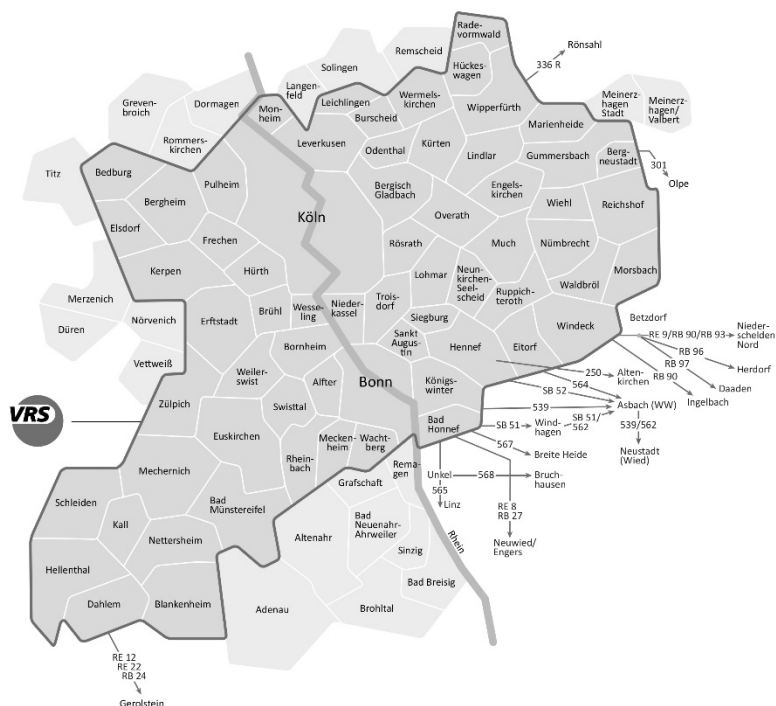 Rade-
vormwald
Rönsahl
336 R
Remscheid
Solingen
Hückes-
wagen
Langen-
feld
Wermels-
kirchen
Leichlingen
Burscheid
Wipperfürth
Meinerz-
hagen
Stadt
Meinerz-
hagen/
Valbert
Greven-
broich
Dormagen
Mon-
heim
Marienheide
Rommers-
kirchen
Leverkusen
Odenthal
Kürten
Lindlar
Gummersbach
Berg-
neustadt
301
Olpe
Titz
Bedburg
Pulheim
Bergheim
Bergisch
Gladbach
Engels-
kirchen
Wiehl
Reichshof
Elsdorf
Köln
Overath
Frechen
Rösrath
Much
Nümbrecht
Kerpen
Hürth
Lohmar
Neun-
kirchen-
Seel-
scheid
Ruppich-
teroth
Waldbröl
Morsbach
Merzenich
Düren
Nörvenich
Erftstadt
Brühl
Wesse-
ling
Nieder-
kassel
Trois-
dorf
Siegburg
Sankt
Augus-
tin
Hennef
Eitorf
Windeck
Betzdorf
RE 9/RB 90/RB 93
Nieder-
schelden
Nord
RB 96
Herdorf
RB 97
Daaden
RB 90
Ingelbach
Vettweiß
Bornheim
Weiler-
swist
Alfter
Bonn
Königs-
winter
250
Alten-
kirchen
564
SB 52
Zülpich
Swisttal
539
Asbach (WW)
VRS
Euskirchen
Bad
Honnef
SB 51
Wind-
hagen
SB 51/
562
539/562
Neustadt
(Wied)
Mechernich
Rhein-
bach
Mecken-
heim
Wacht-
berg
567
Breite Heide
Rema-
gen
Unkel
568
Bruch-
hausen
565
Linz
Grafschaft
Schleiden
Bad
Münstereifel
RE 8
RB 27
Neuwied/
Engers
Kall
Altenahr
Bad
Neuenahr-
Ahrweiler
Rhein
Nettersheim
Sinzig
Hellenthal
Bad Breisig
Dahlem
Blankenheim
Adenau
Brohltal
RE 12
RE 22
RB 24
Gerolstein